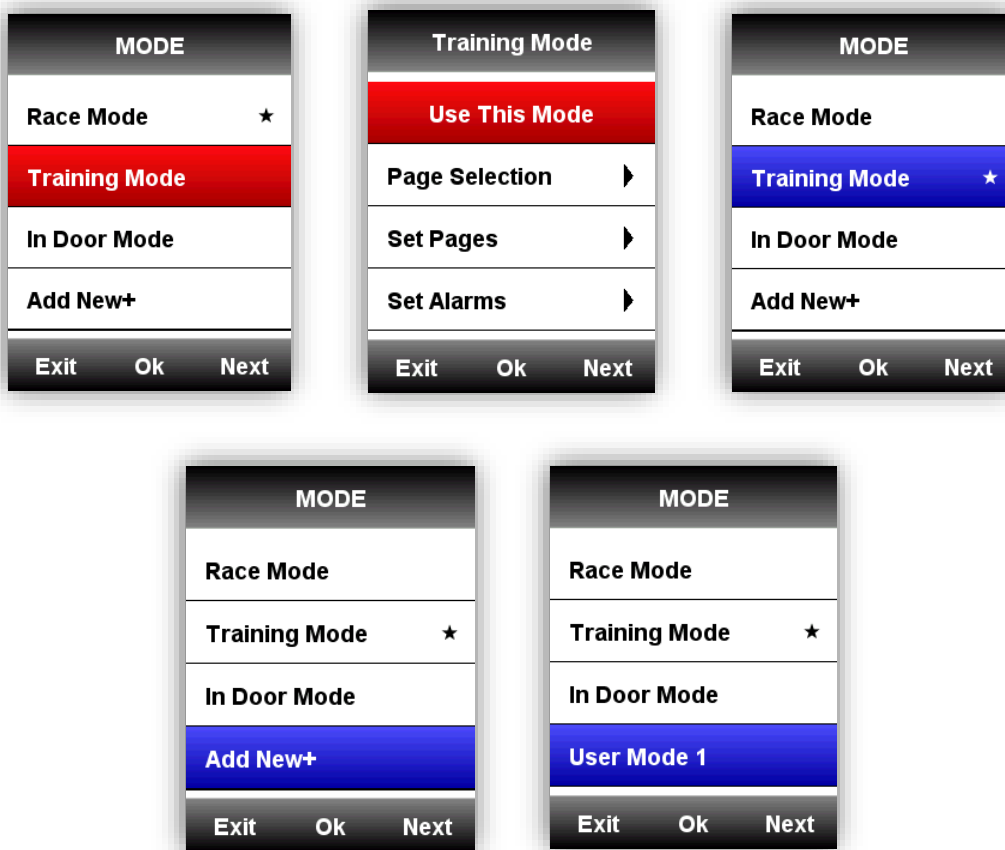 MODE
Race Mode ★
Training Mode
In Door Mode
Add New+
Exit Ok Next
Training Mode
Use This Mode
Page Selection
Set Pages
Set Alarms
Exit Ok Next
MODE
Race Mode
Training Mode ★
In Door Mode
Add New+
Exit Ok Next
MODE
Race Mode
Training Mode ★
In Door Mode
Add New+
Exit Ok Next
MODE
Race Mode
Training Mode ★
In Door Mode
User Mode 1
Exit Ok Next